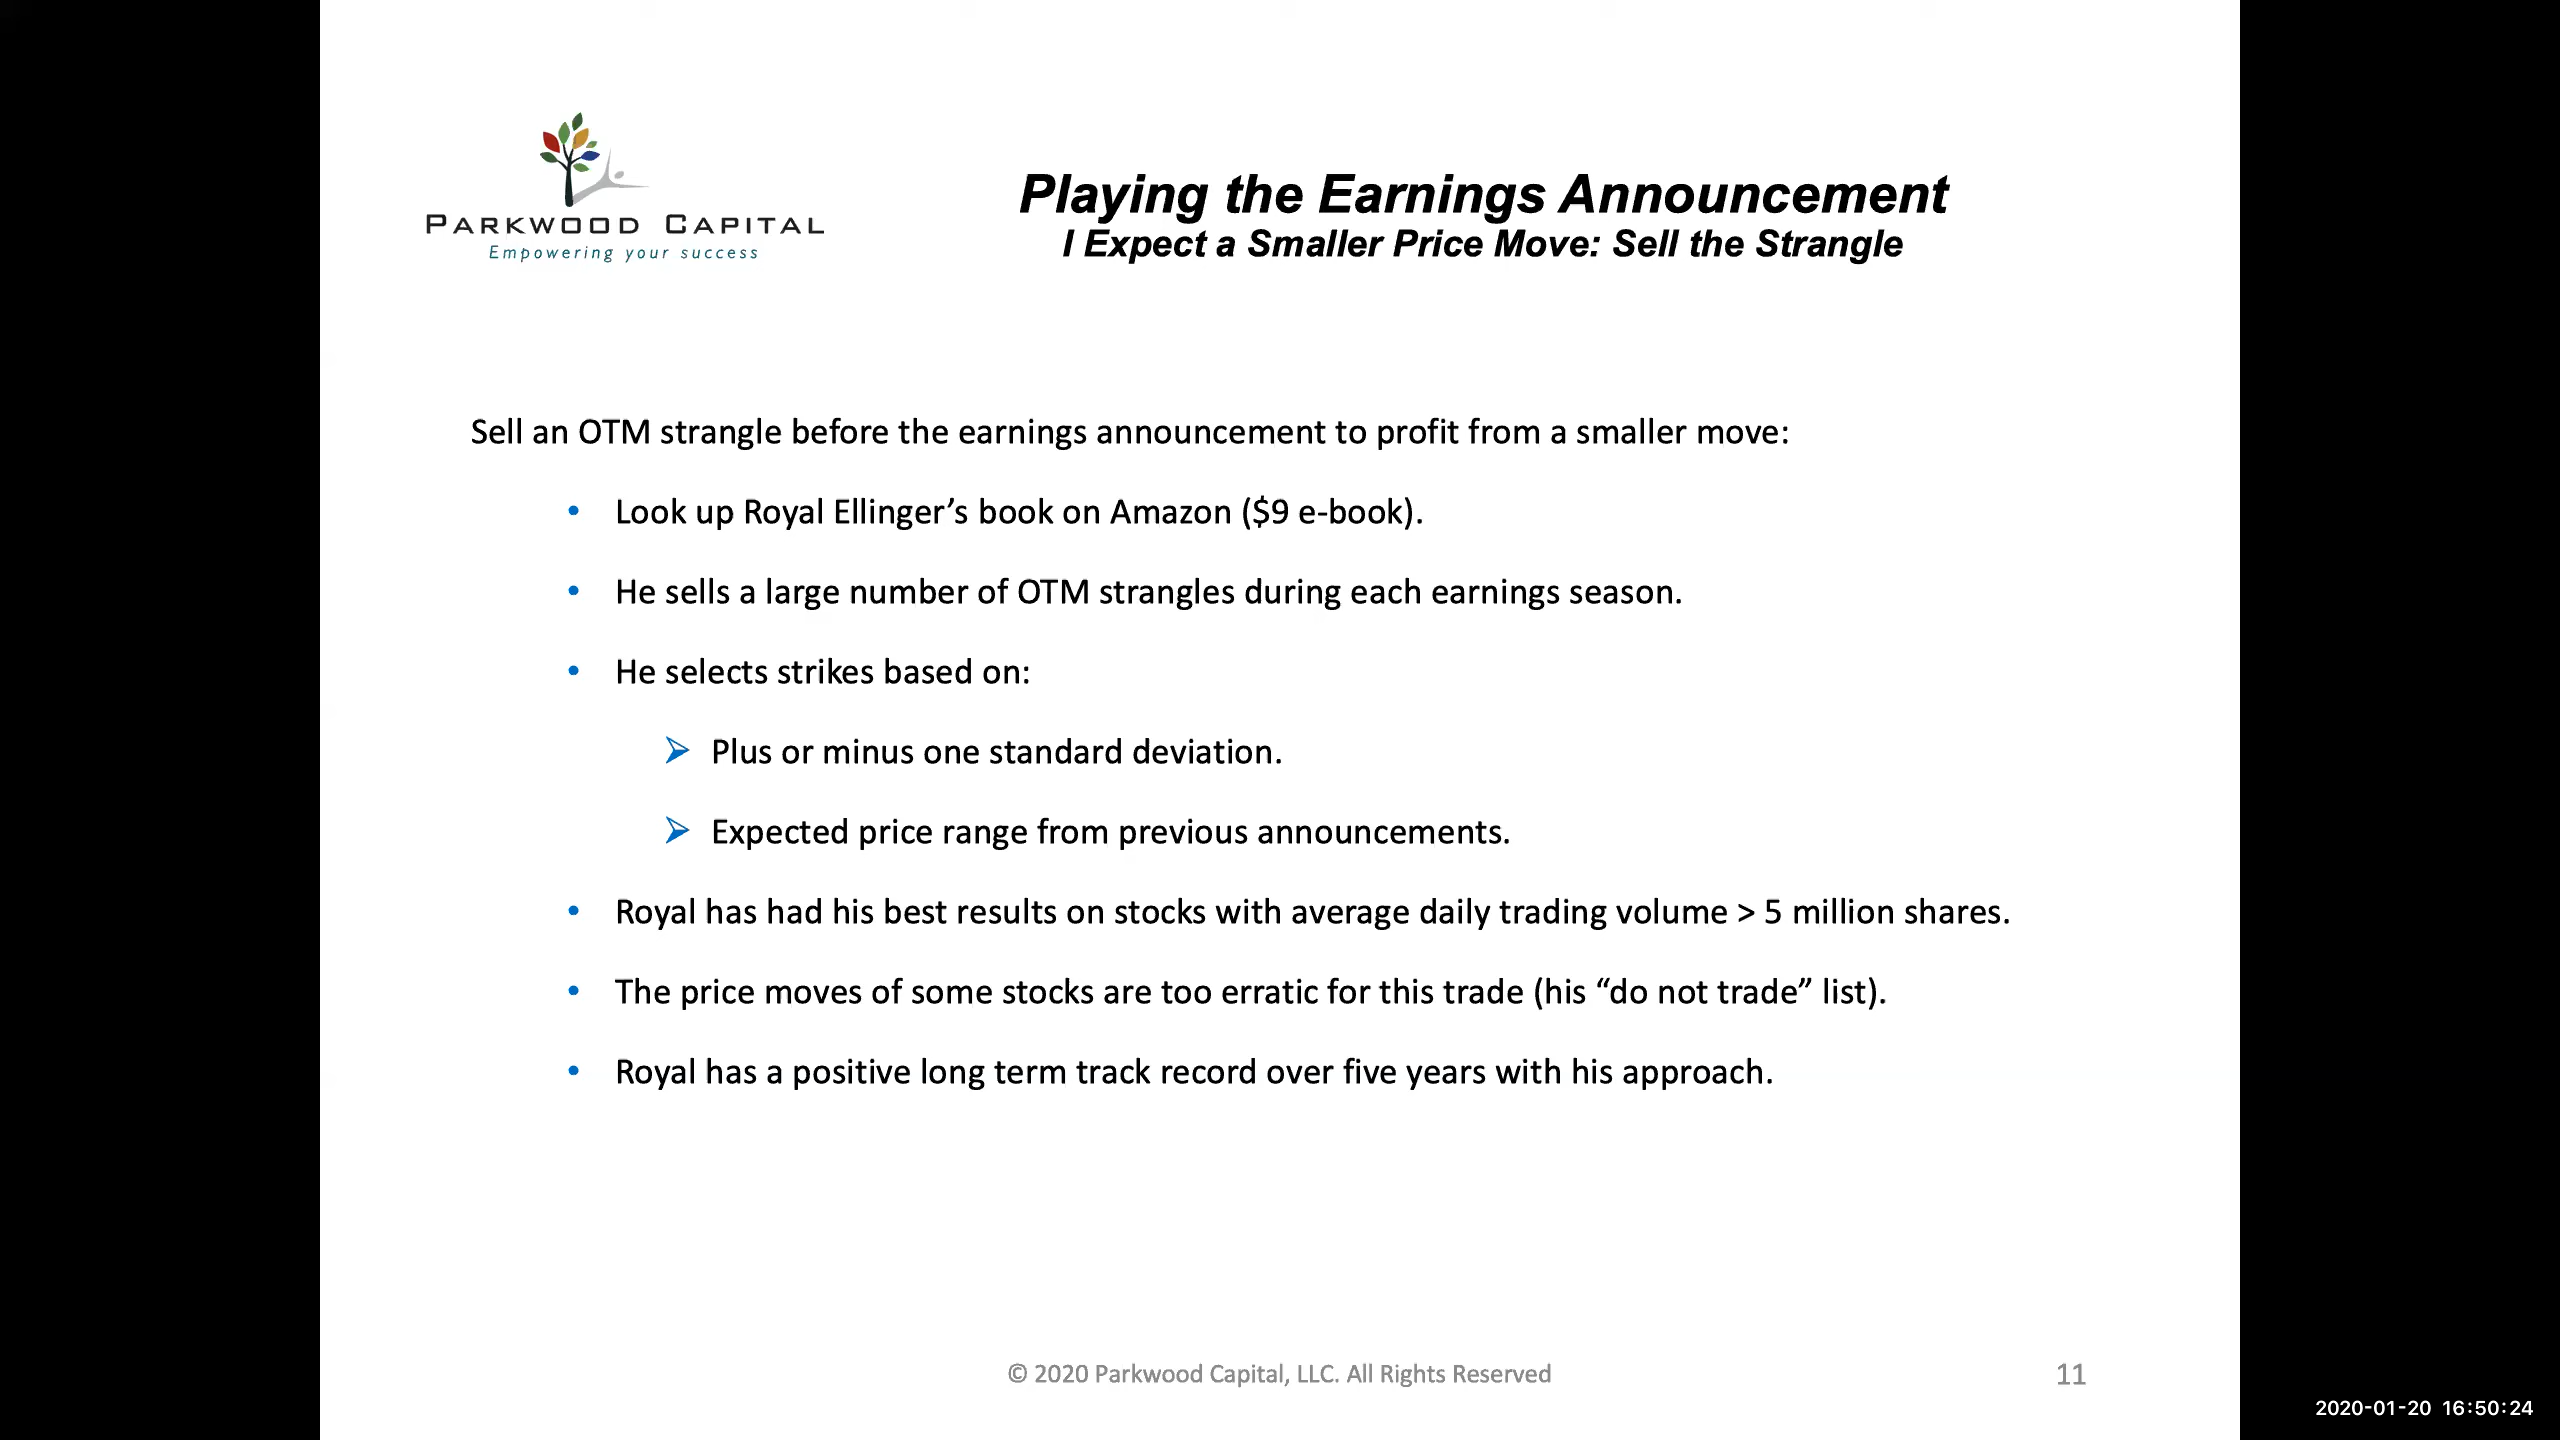 PARKWOOD CAPITAL
Empowering your success
Playing the Earnings Announcement
I Expect a Smaller Price Move: Sell the Strangle
Sell an OTM strangle before the earnings announcement to profit from a smaller move:
• Look up Royal Ellinger’s book on Amazon ($9 e-book).
• He sells a large number of OTM strangles during each earnings season.
• He selects strikes based on:
➢ Plus or minus one standard deviation.
➢ Expected price range from previous announcements.
• Royal has had his best results on stocks with average daily trading volume > 5 million shares.
• The price moves of some stocks are too erratic for this trade (his “do not trade” list).
• Royal has a positive long term track record over five years with his approach.
© 2020 Parkwood Capital, LLC. All Rights Reserved
11
2020-01-20 16:50:24